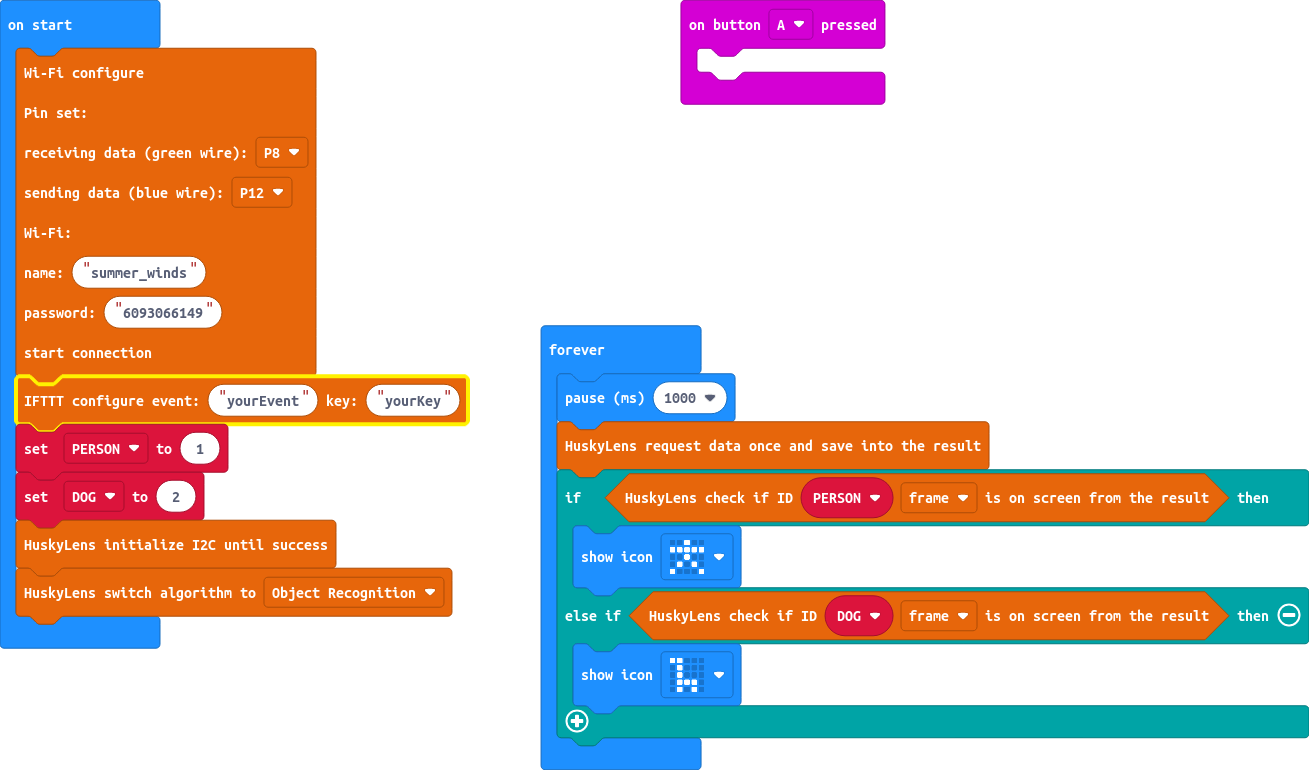 on start
Wi-Fi configure
Pin set:
receiving data (green wire): P8
sending data (blue wire): P12
Wi-Fi:
name: "summer_winds"
password: "6093066149"
start connection
IFTTT configure event: "yourEvent" key: "yourKey"
set PERSON to 1
set DOG to 2
HuskyLens initialize I2C until success
HuskyLens switch algorithm to Object Recognition
on button A pressed
forever
pause (ms) 1000
HuskyLens request data once and save into the result
if HuskyLens check if ID PERSON frame is on screen from the result then
show icon
else if HuskyLens check if ID DOG frame is on screen from the result then
show icon